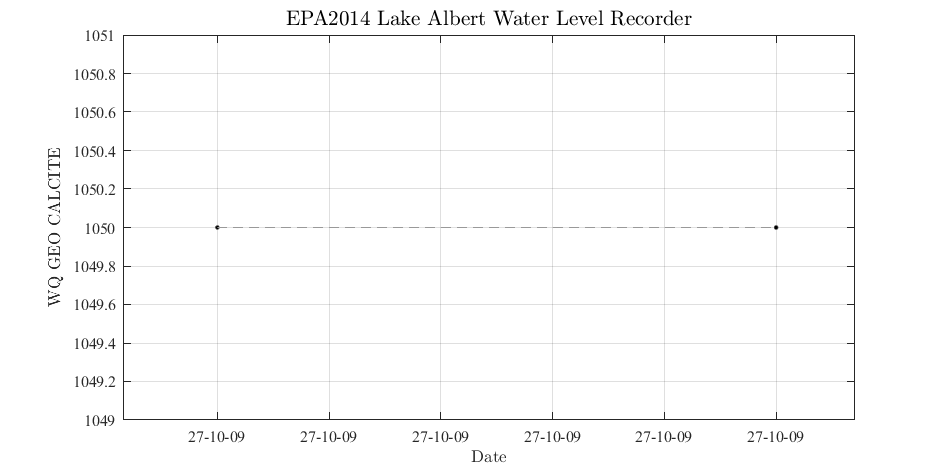 EPA2014 Lake Albert Water Level Recorder
1051
1050.8
1050.6
1050.4
1050.2
1050
1049.8
1049.6
1049.4
1049.2
1049
WQ GEO CALCITE
27-10-09 27-10-09 27-10-09 27-10-09 27-10-09 27-10-09
Date